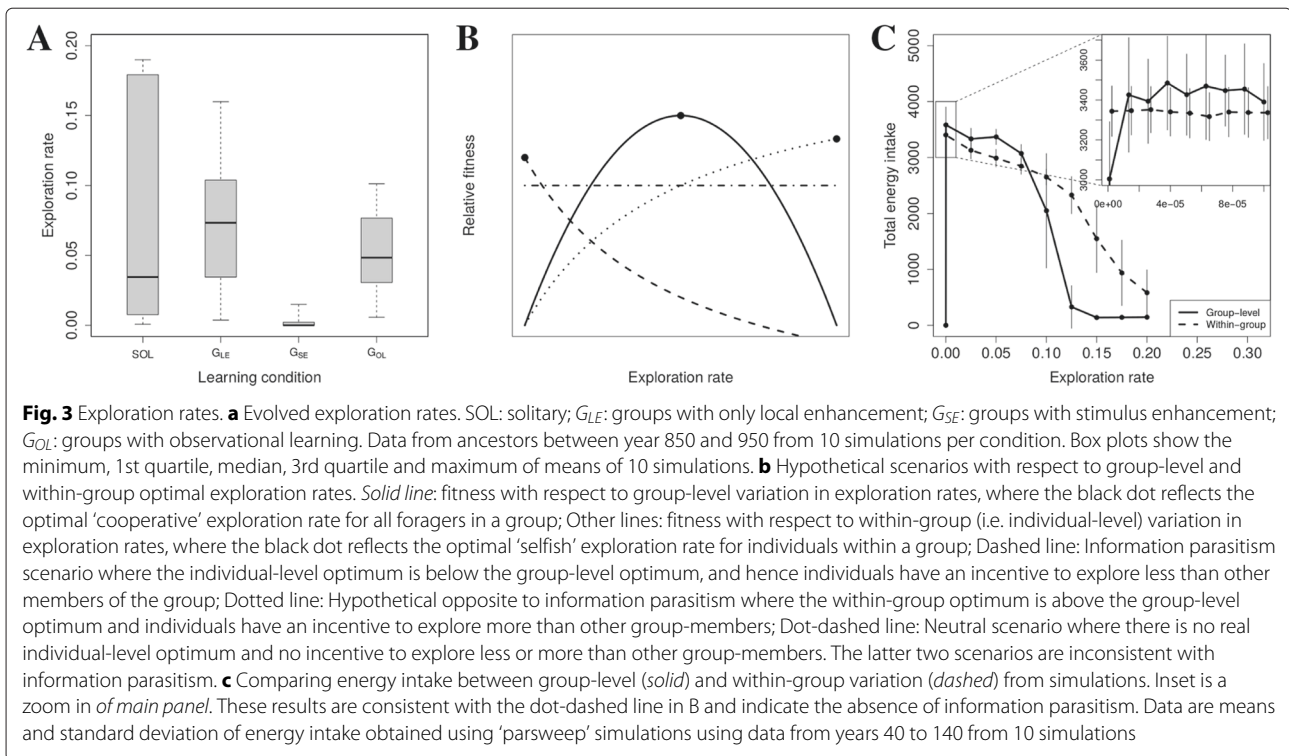 A
0.20
0.15
0.10
0.05
0.00
Exploration rate
SOL
GLE
GSE
GOL
Learning condition
B
Relative fitness
Exploration rate
C
5000
4000
3000
2000
1000
0
Total energy intake
0.00 0.05 0.10 0.15 0.20 0.25 0.30
Exploration rate
3600
3400
3200
3000
0e+00 4e-05 8e-05
Group-level
Within-group
Fig. 3 Exploration rates. a Evolved exploration rates. SOL: solitary; GLE: groups with only local enhancement; GSE: groups with stimulus enhancement;
GOL: groups with observational learning. Data from ancestors between year 850 and 950 from 10 simulations per condition. Box plots show the
minimum, 1st quartile, median, 3rd quartile and maximum of means of 10 simulations. b Hypothetical scenarios with respect to group-level and
within-group optimal exploration rates. Solid line: fitness with respect to group-level variation in exploration rates, where the black dot reflects the
optimal ‘cooperative’ exploration rate for all foragers in a group; Other lines: fitness with respect to within-group (i.e. individual-level) variation in
exploration rates, where the black dot reflects the optimal ‘selfish’ exploration rate for individuals within a group; Dashed line: Information parasitism
scenario where the individual-level optimum is below the group-level optimum, and hence individuals have an incentive to explore less than other
members of the group; Dotted line: Hypothetical opposite to information parasitism where the within-group optimum is above the group-level
optimum and individuals have an incentive to explore more than other group-members; Dot-dashed line: Neutral scenario where there is no real
individual-level optimum and no incentive to explore less or more than other group-members. The latter two scenarios are inconsistent with
information parasitism. c Comparing energy intake between group-level (solid) and within-group variation (dashed) from simulations. Inset is a
zoom in of main panel. These results are consistent with the dot-dashed line in B and indicate the absence of information parasitism. Data are means
and standard deviation of energy intake obtained using ‘parsweep’ simulations using data from years 40 to 140 from 10 simulations